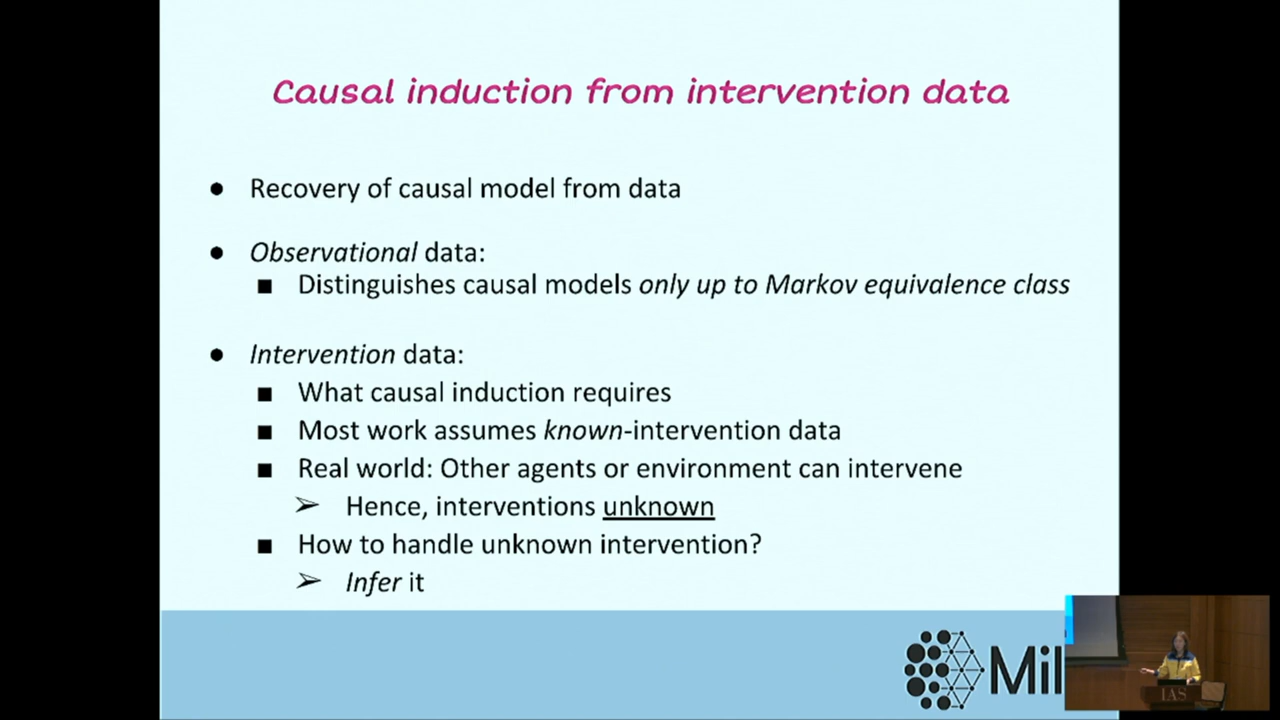 Causal induction from intervention data
● Recovery of causal model from data
● Observational data:
■ Distinguishes causal models only up to Markov equivalence class
● Intervention data:
■ What causal induction requires
■ Most work assumes known-intervention data
■ Real world: Other agents or environment can intervene
➢ Hence, interventions unknown
■ How to handle unknown intervention?
➢ Infer it
Mil
IAS